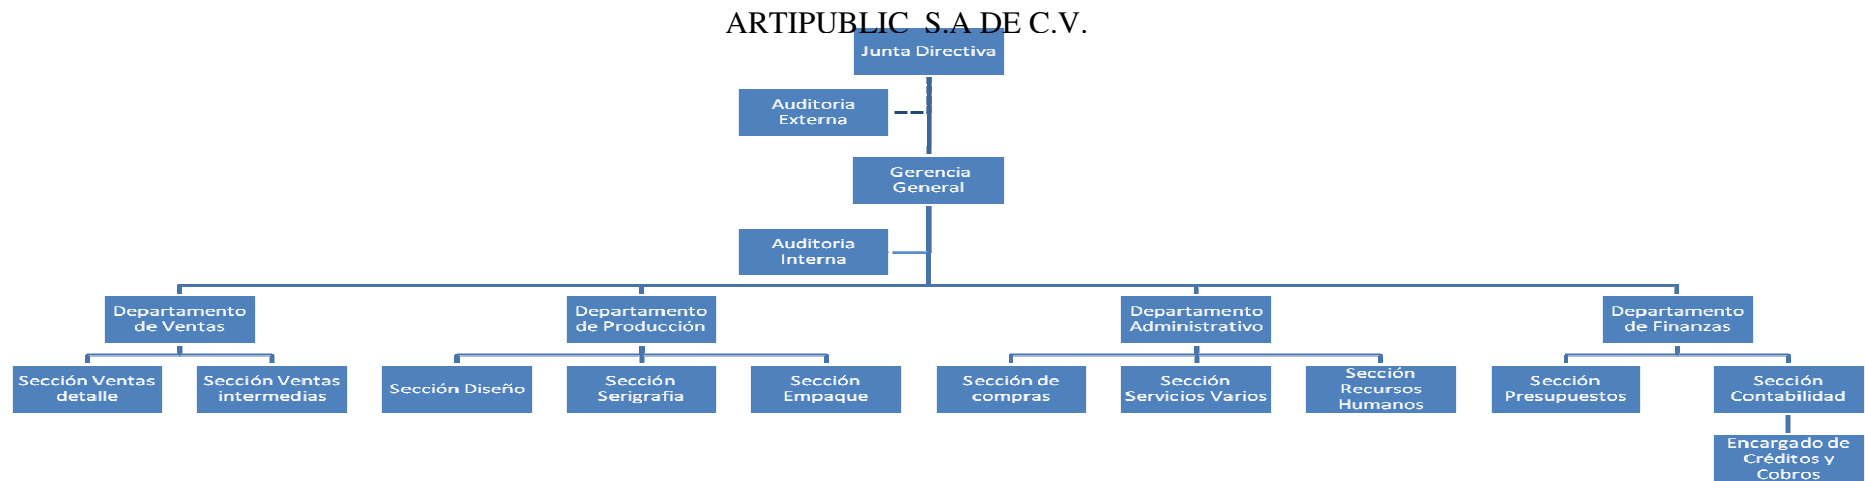 ARTIPUBLIC S.A DE C.V.
Junta Directiva
Auditoria
Externa
Gerencia
General
Auditoria
Interna
Departamento
de Ventas
Departamento
de Producción
Departamento
Administrativo
Departamento
de Finanzas
Sección Ventas
detalle
Sección Ventas
intermedias
Sección Diseño
Sección
Serigrafia
Sección
Empaque
Sección de
compras
Sección
Servicios Varios
Sección
Recursos
Humanos
Sección
Presupuestos
Sección
Contabilidad
Encargado de
Créditos y
Cobros